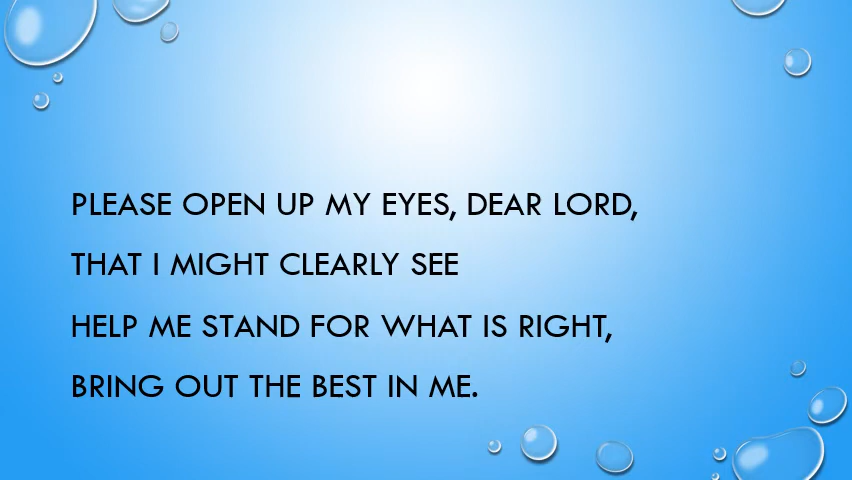 PLEASE OPEN UP MY EYES, DEAR LORD,
THAT I MIGHT CLEARLY SEE
HELP ME STAND FOR WHAT IS RIGHT,
BRING OUT THE BEST IN ME.